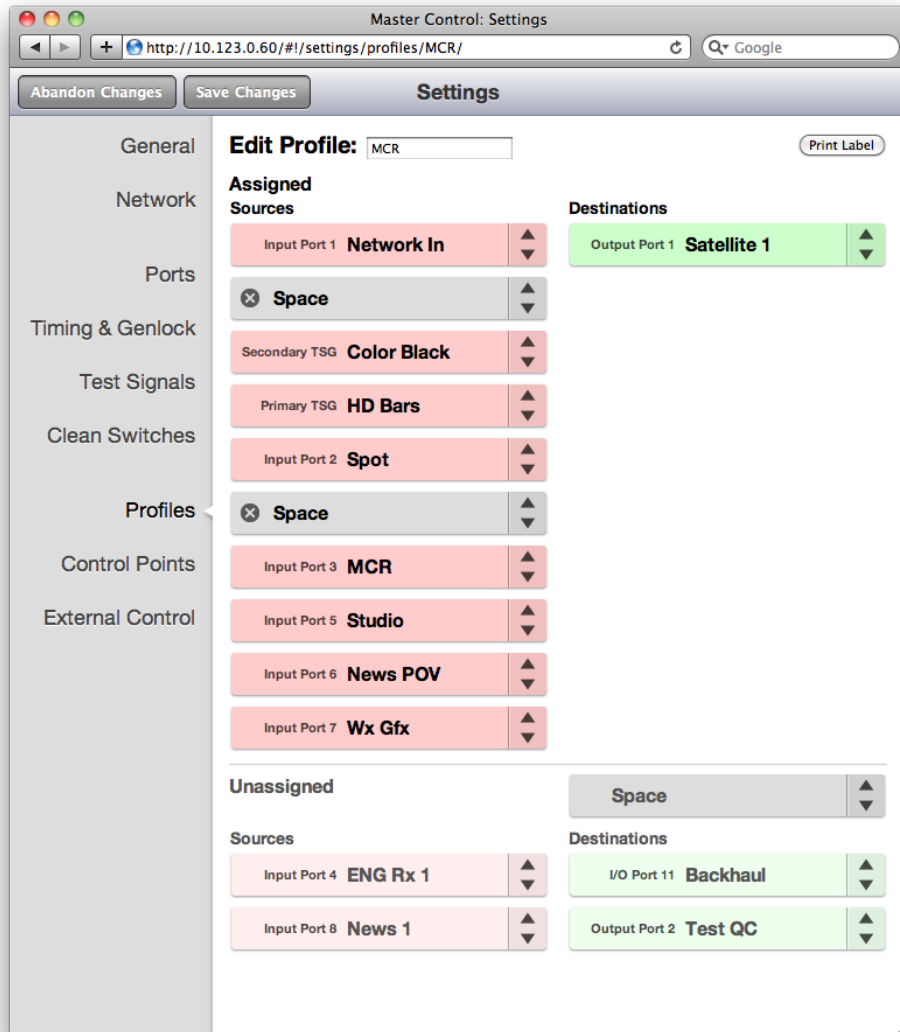 Master Control: Settings
http://10.123.0.60/#!/settings/profiles/MCR/
Google
Abandon Changes
Save Changes
Settings
General
Network
Ports
Timing & Genlock
Test Signals
Clean Switches
Profiles
Control Points
External Control
Edit Profile: MCR
Print Label
Assigned
Sources
Input Port 1 Network In
Space
Secondary TSG Color Black
Primary TSG HD Bars
Input Port 2 Spot
Space
Input Port 3 MCR
Input Port 5 Studio
Input Port 6 News POV
Input Port 7 Wx Gfx
Destinations
Output Port 1 Satellite 1
Unassigned
Space
Sources
Input Port 4 ENG Rx 1
Input Port 8 News 1
Destinations
I/O Port 11 Backhaul
Output Port 2 Test QC